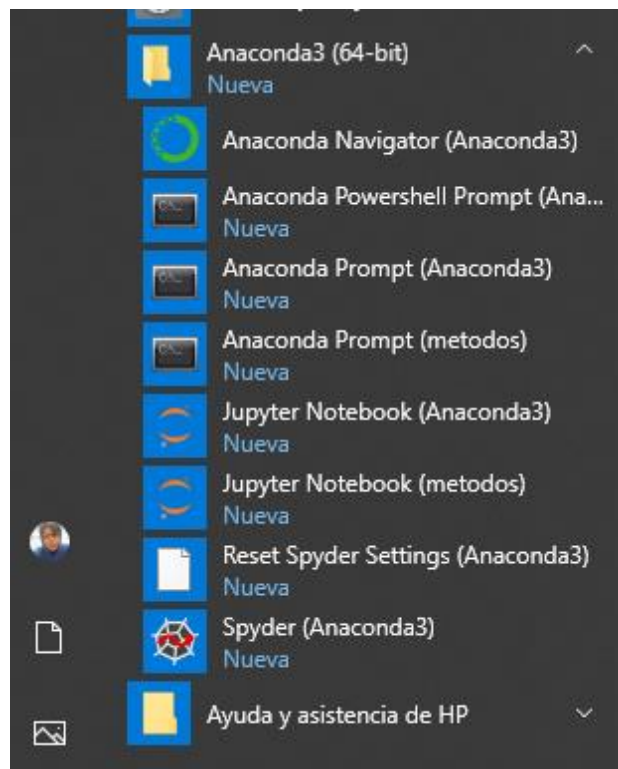 Anaconda3 (64-bit)
Nueva
Anaconda Navigator (Anaconda3)
Anaconda Powershell Prompt (Ana...
Nueva
Anaconda Prompt (Anaconda3)
Nueva
Anaconda Prompt (metodos)
Nueva
Jupyter Notebook (Anaconda3)
Nueva
Jupyter Notebook (metodos)
Nueva
Reset Spyder Settings (Anaconda3)
Nueva
Spyder (Anaconda3)
Nueva
Ayuda y asistencia de HP